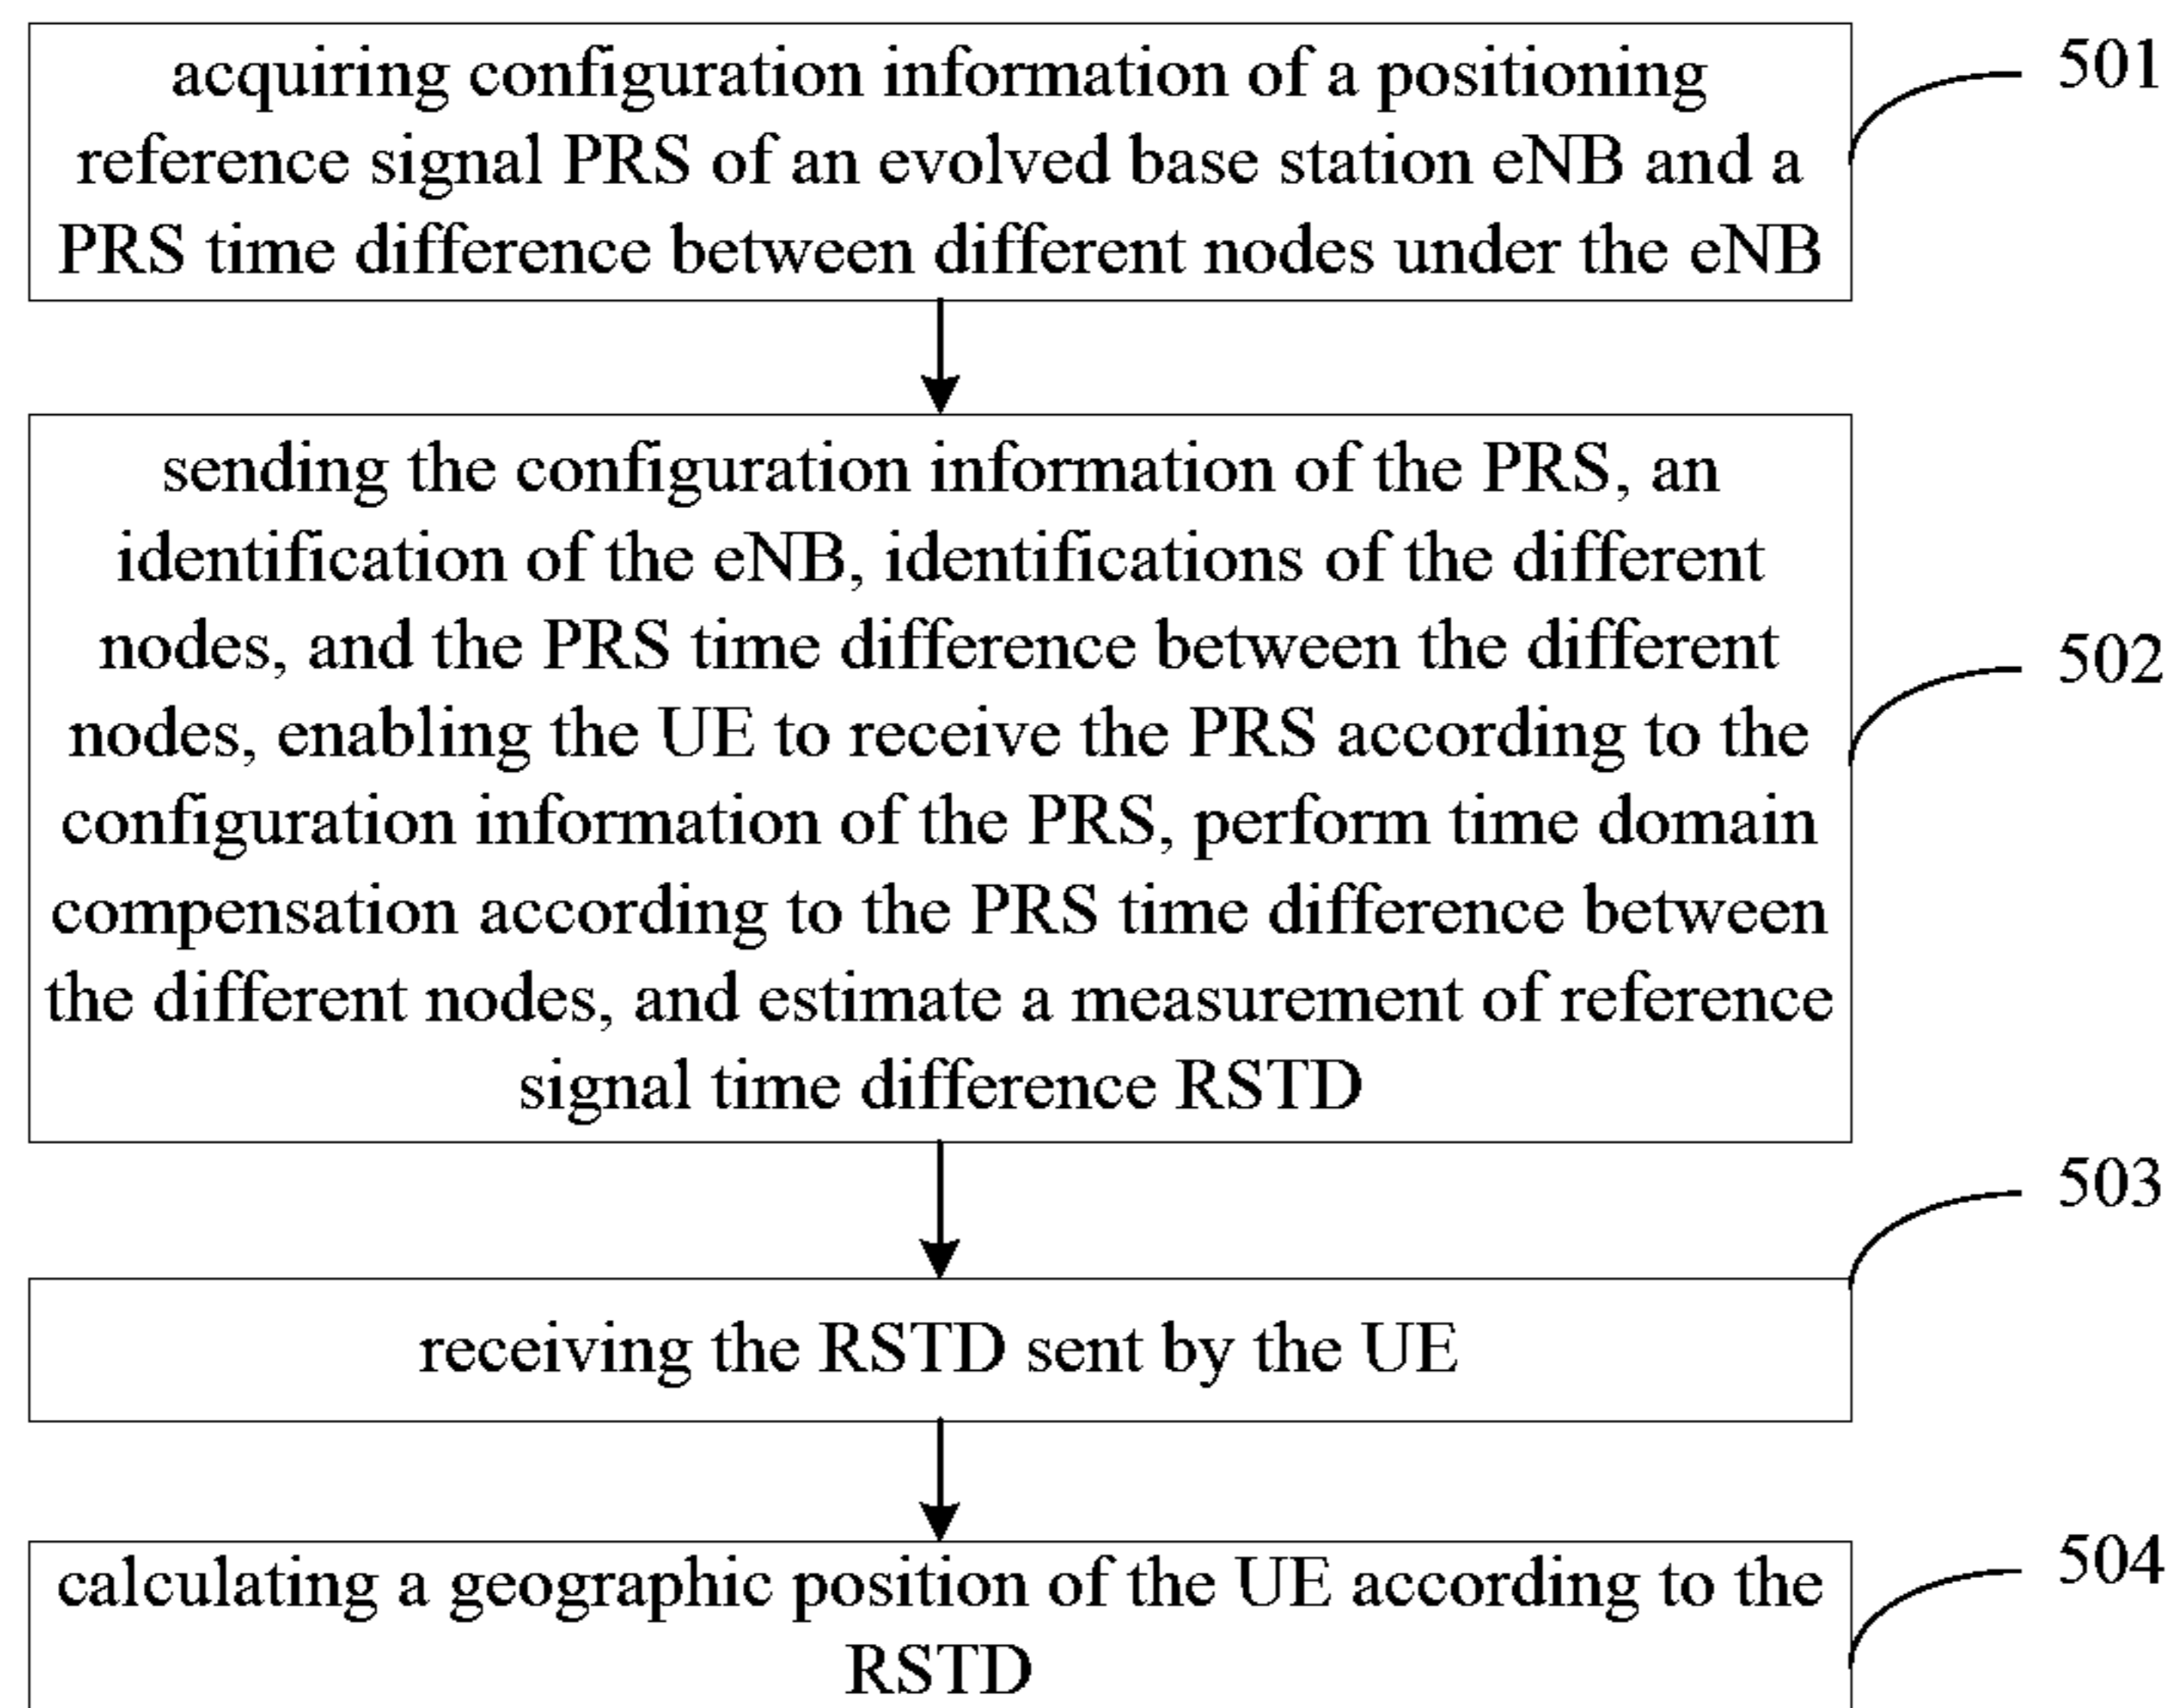 acquiring configuration information of a positioning
reference signal PRS of an evolved base station eNB and a
PRS time difference between different nodes under the eNB
501
sending the configuration information of the PRS, an
identification of the eNB, identifications of the different
nodes, and the PRS time difference between the different
nodes, enabling the UE to receive the PRS according to the
configuration information of the PRS, perform time domain
compensation according to the PRS time difference between
the different nodes, and estimate a measurement of reference
signal time difference RSTD
502
receiving the RSTD sent by the UE
503
calculating a geographic position of the UE according to the
RSTD
504